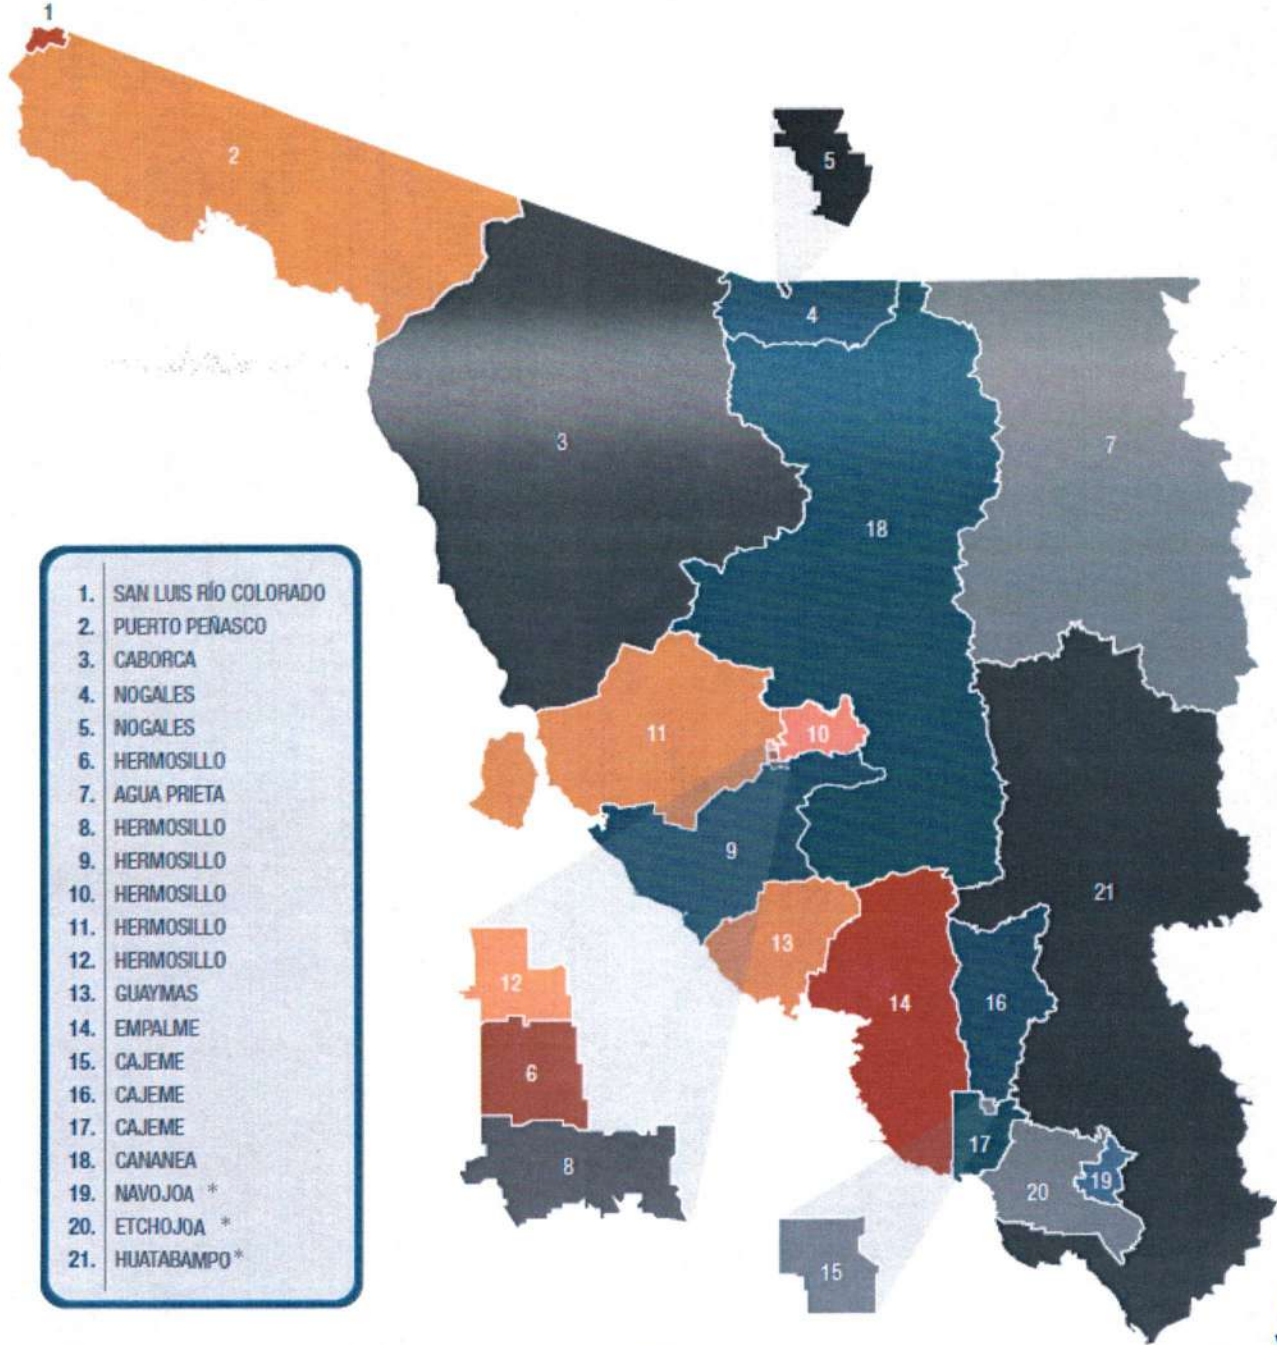 1
2
5
4
3
7
18
11
10
9
21
13
12
14
16
6
8
17
19
20
15
1. SAN LUIS RÍO COLORADO
2. PUERTO PEÑASCO
3. CABORCA
4. NOGALES
5. NOGALES
6. HERMOSILLO
7. AGUA PRIETA
8. HERMOSILLO
9. HERMOSILLO
10. HERMOSILLO
11. HERMOSILLO
12. HERMOSILLO
13. GUAYMAS
14. EMPALME
15. CAJEME
16. CAJEME
17. CAJEME
18. CANANEA
19. NAVOJOA *
20. ETCHOJOA *
21. HUATABAMPO*